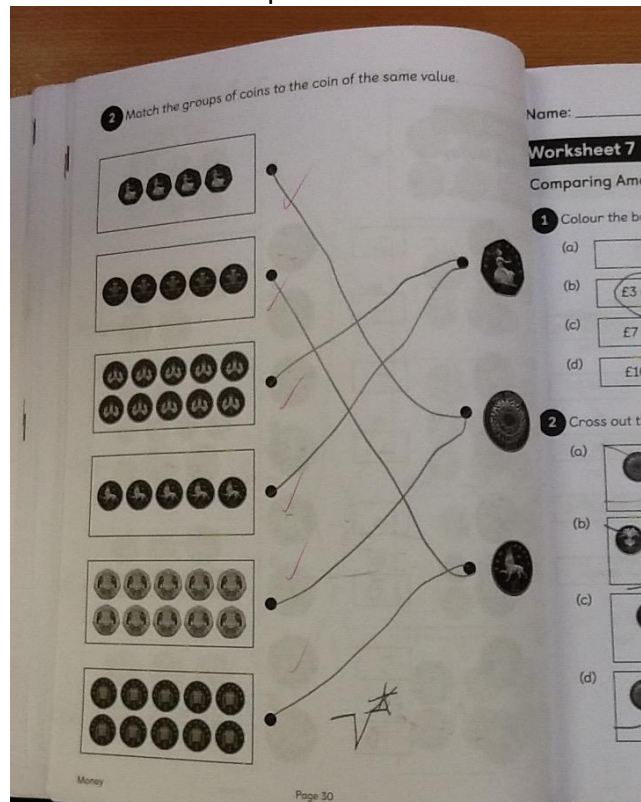 2 Match the groups of coins to the coin of the same value.
Money
Page 30
Name:
Worksheet 7
Comparing Am
1 Colour the b
(a)
(b) £3
(c) £7
(d) £1
2 Cross out t
(a)
(b)
(c)
(d)